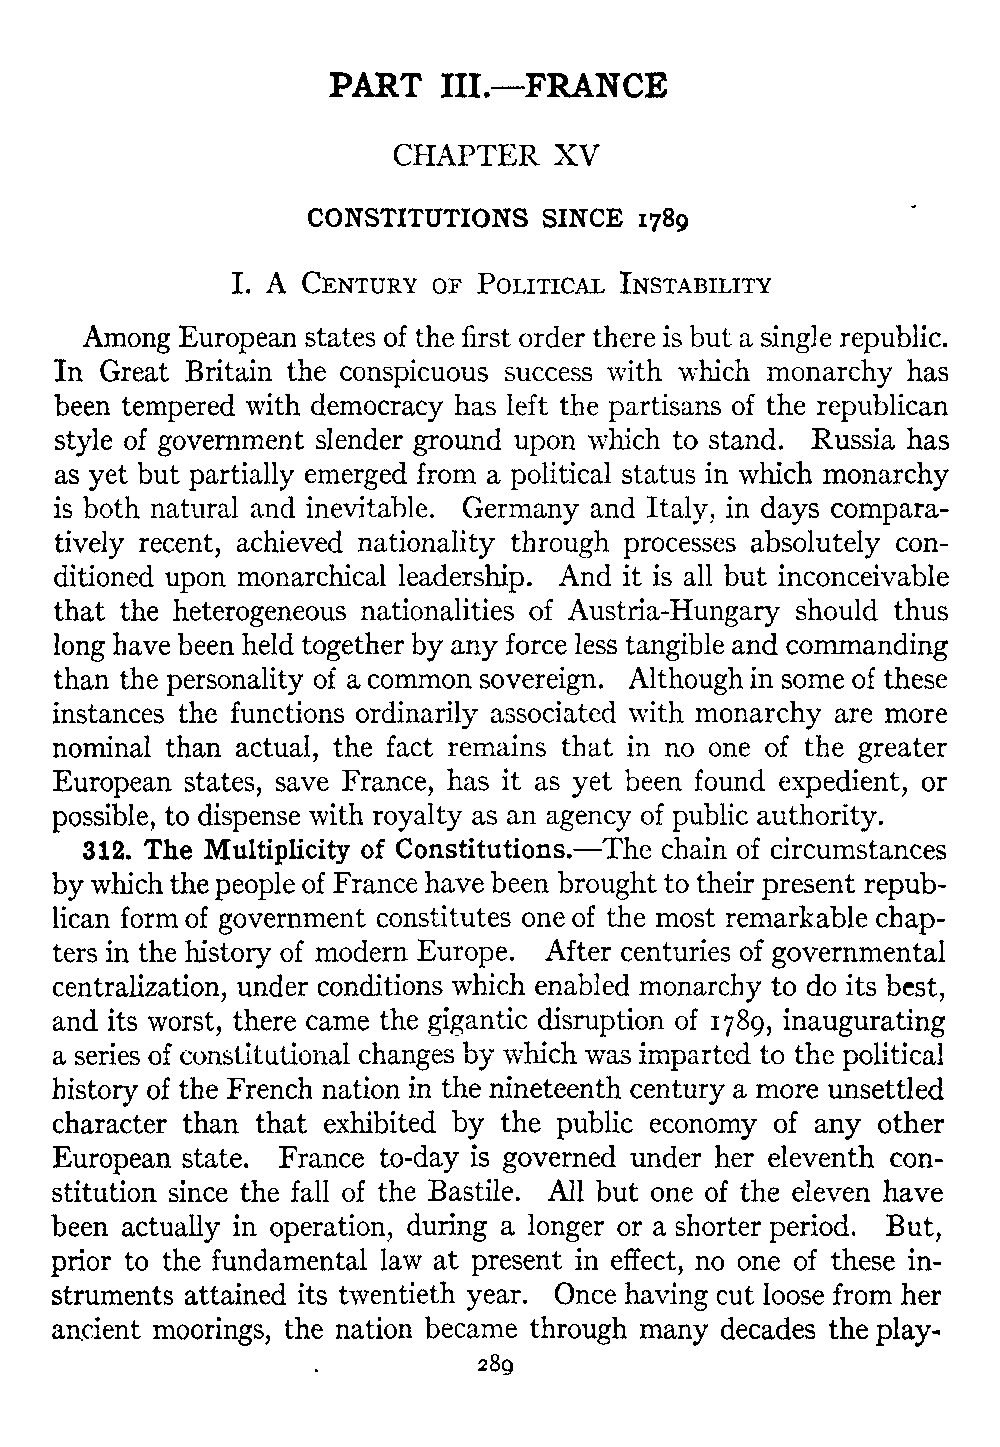 PART III.—FRANCE
CHAPTER XV
CONSTITUTIONS SINCE 1789
I. A CENTURY OF POLITICAL INSTABILITY
Among European states of the first order there is but a single republic.
In Great Britain the conspicuous success with which monarchy has
been tempered with democracy has left the partisans of the republican
style of government slender ground upon which to stand. Russia has
as yet but partially emerged from a political status in which monarchy
is both natural and inevitable. Germany and Italy, in days compara-
tively recent, achieved nationality through processes absolutely con-
ditioned upon monarchical leadership. And it is all but inconceivable
that the heterogeneous nationalities of Austria-Hungary should thus
long have been held together by any force less tangible and commanding
than the personality of a common sovereign. Although in some of these
instances the functions ordinarily associated with monarchy are more
nominal than actual, the fact remains that in no one of the greater
European states, save France, has it as yet been found expedient, or
possible, to dispense with royalty as an agency of public authority.
312. The Multiplicity of Constitutions.—The chain of circumstances
by which the people of France have been brought to their present repub-
lican form of government constitutes one of the most remarkable chap-
ters in the history of modern Europe. After centuries of governmental
centralization, under conditions which enabled monarchy to do its best,
and its worst, there came the gigantic disruption of 1789, inaugurating
a series of constitutional changes by which was imparted to the political
history of the French nation in the nineteenth century a more unsettled
character than that exhibited by the public economy of any other
European state. France to-day is governed under her eleventh con-
stitution since the fall of the Bastile. All but one of the eleven have
been actually in operation, during a longer or a shorter period. But,
prior to the fundamental law at present in effect, no one of these in-
struments attained its twentieth year. Once having cut loose from her
ancient moorings, the nation became through many decades the play-
289